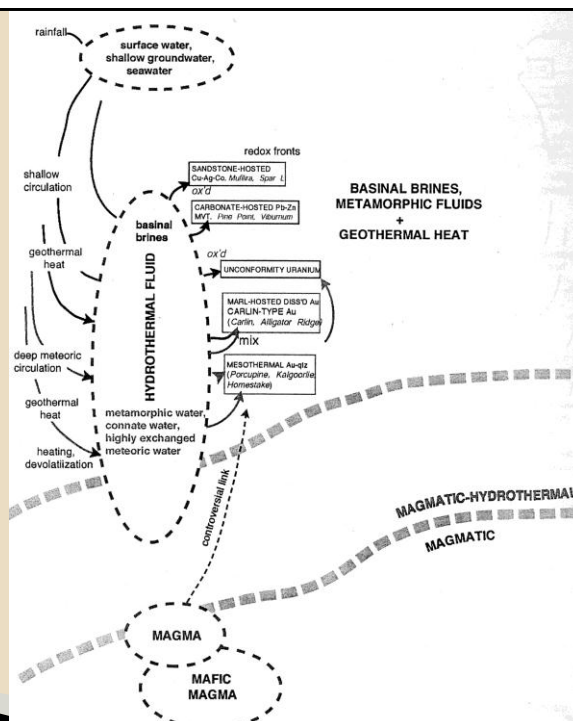 rainfall
surface water,
shallow groundwater,
seawater
shallow
circulation
redox fronts
SANDSTONE-HOSTED
Cu-Ag-Co, Mufilira, Spar L
ox'd
CARBONATE-HOSTED Pb-Zn
MVT, Pine Point, Viburnum
BASINAL BRINES,
METAMORPHIC FLUIDS
+
GEOTHERMAL HEAT
basinal
brines
geothermal
heat
ox'd
UNCONFORMITY URANIUM
HYDROTHERMAL FLUID
MARL-HOSTED DISS'D Au
CARLIN-TYPE Au
(Carlin, Alligator Ridge)
mix
deep meteoric
circulation
MESOTHERMAL Au-qtz
(Porcupine, Kalgoorlie,
Homestake)
geothermal
heat
metamorphic water,
connate water,
highly exchanged
meteoric water
heating,
devolatilization
controversial link
MAGMATIC-HYDROTHERMAL
MAGMATIC
MAGMA
MAFIC
MAGMA